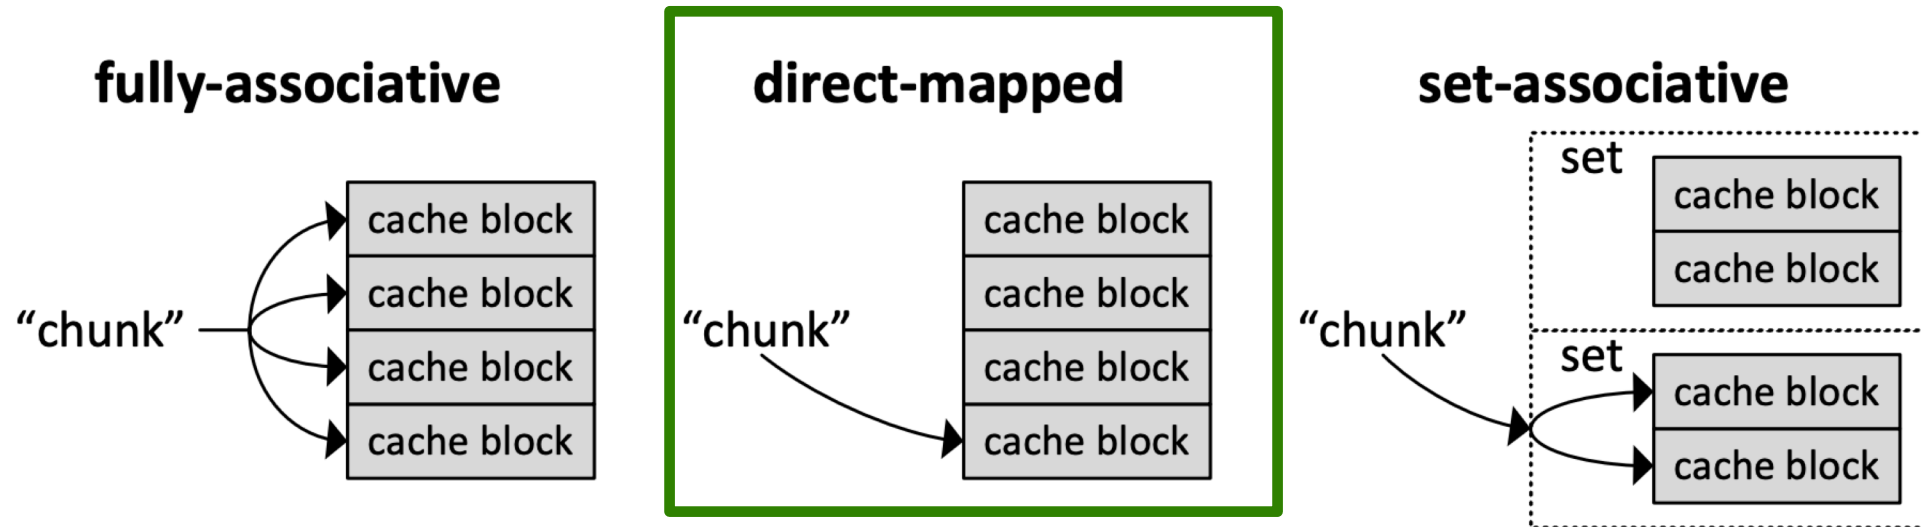 fully-associative
cache block
cache block
“chunk”
cache block
cache block
direct-mapped
cache block
cache block
“chunk”
cache block
cache block
set-associative
set
cache block
cache block
“chunk”
set
cache block
cache block